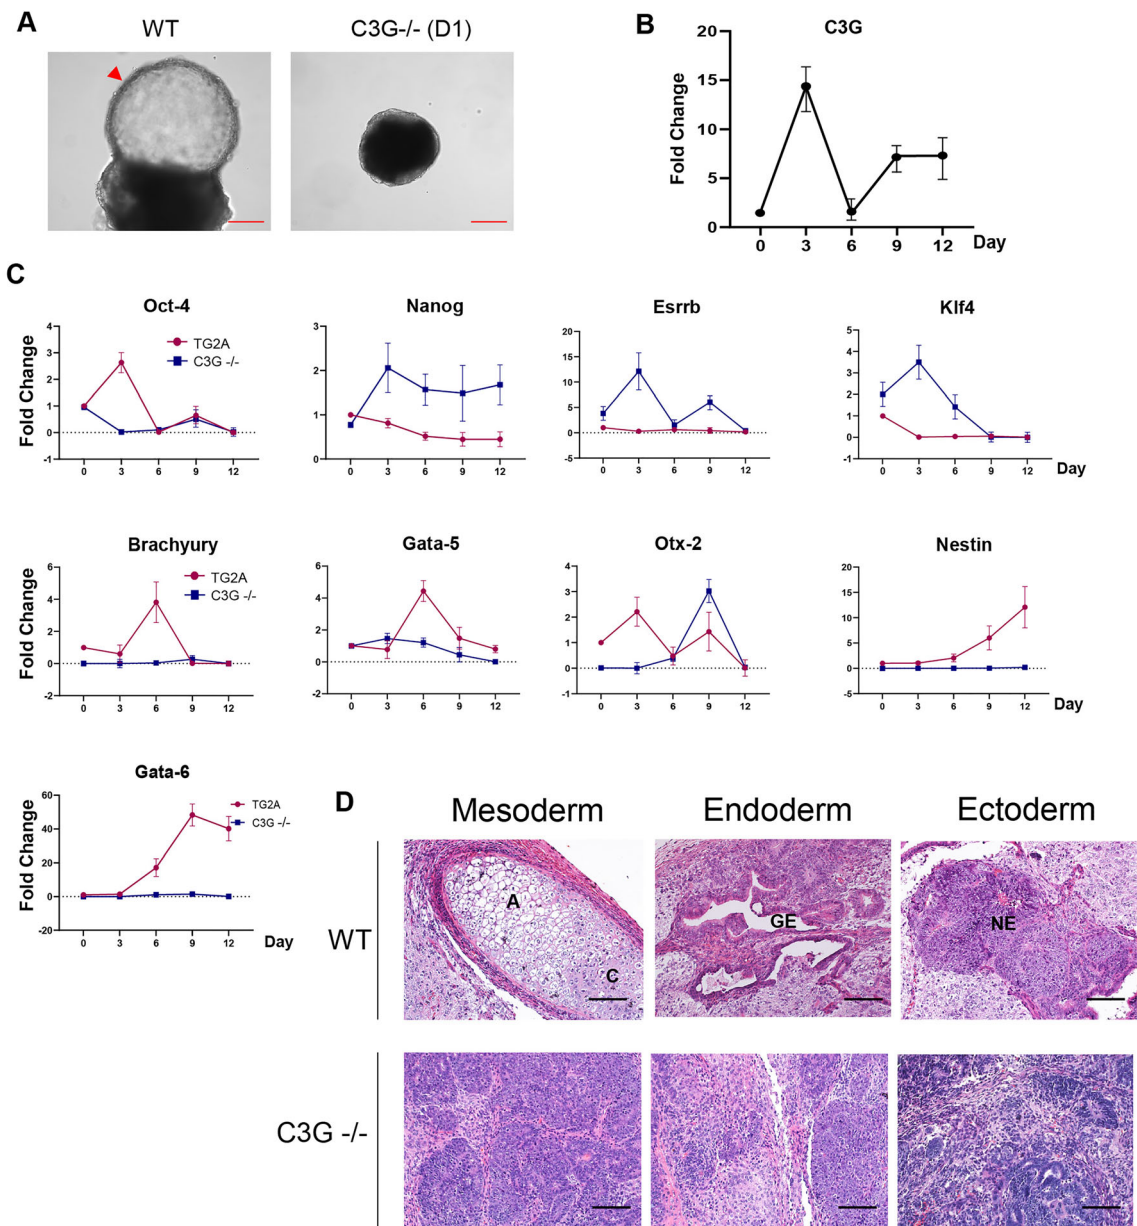 A
WT
C3G-/- (D1)
B
C3G
Fold Change
20
15
10
5
0
0 3 6 9 12
Day
C
Oct-4
Fold Change
4
3
2
1
0
-1
TG2A
C3G -/-
0 3 6 9 12
Nanog
3
2
1
0
0 3 6 9 12
Esrrb
20
15
10
5
0
-5
0 3 6 9 12
Klf4
5
4
3
2
1
0
-1
0 3 6 9 12
Day
Brachyury
Fold Change
6
4
2
0
-2
TG2A
C3G -/-
0 3 6 9 12
Gata-5
6
4
2
0
-2
0 3 6 9 12
Otx-2
4
3
2
1
0
-1
0 3 6 9 12
Nestin
20
15
10
5
0
-5
0 3 6 9 12
Day
Gata-6
Fold Change
60
40
20
0
-20
TG2A
C3G -/-
0 3 6 9 12
Day
D
Mesoderm
Endoderm
Ectoderm
WT
A
C
GE
NE
C3G -/-